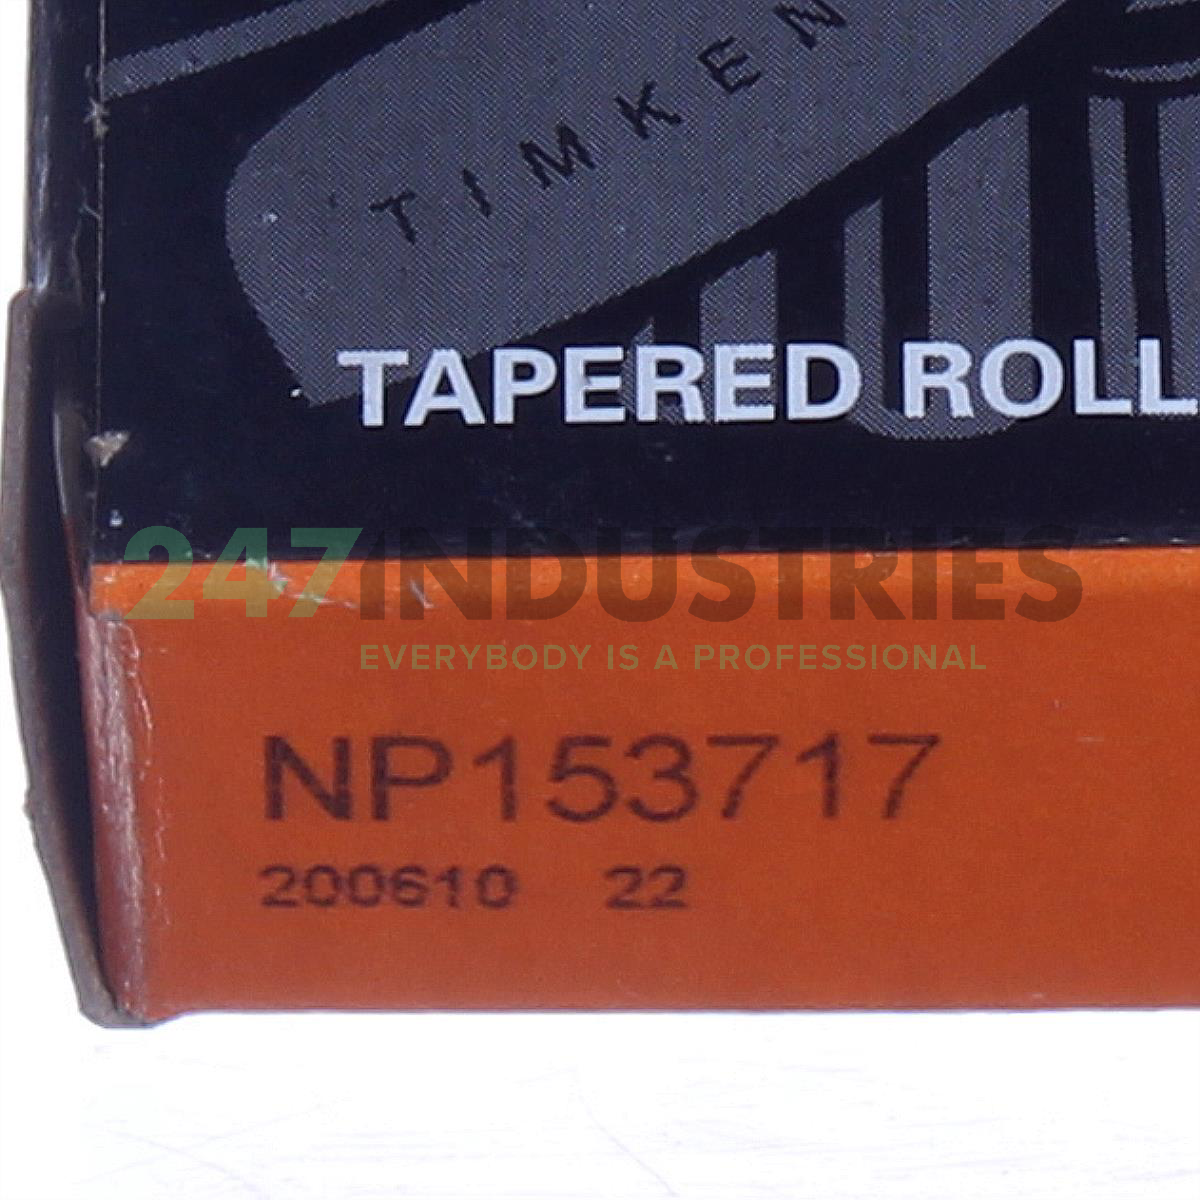 TIMKEN
TAPERED ROLL
247INDUSTRIES
EVERYBODY IS A PROFESSIONAL
NP153717
200610 22